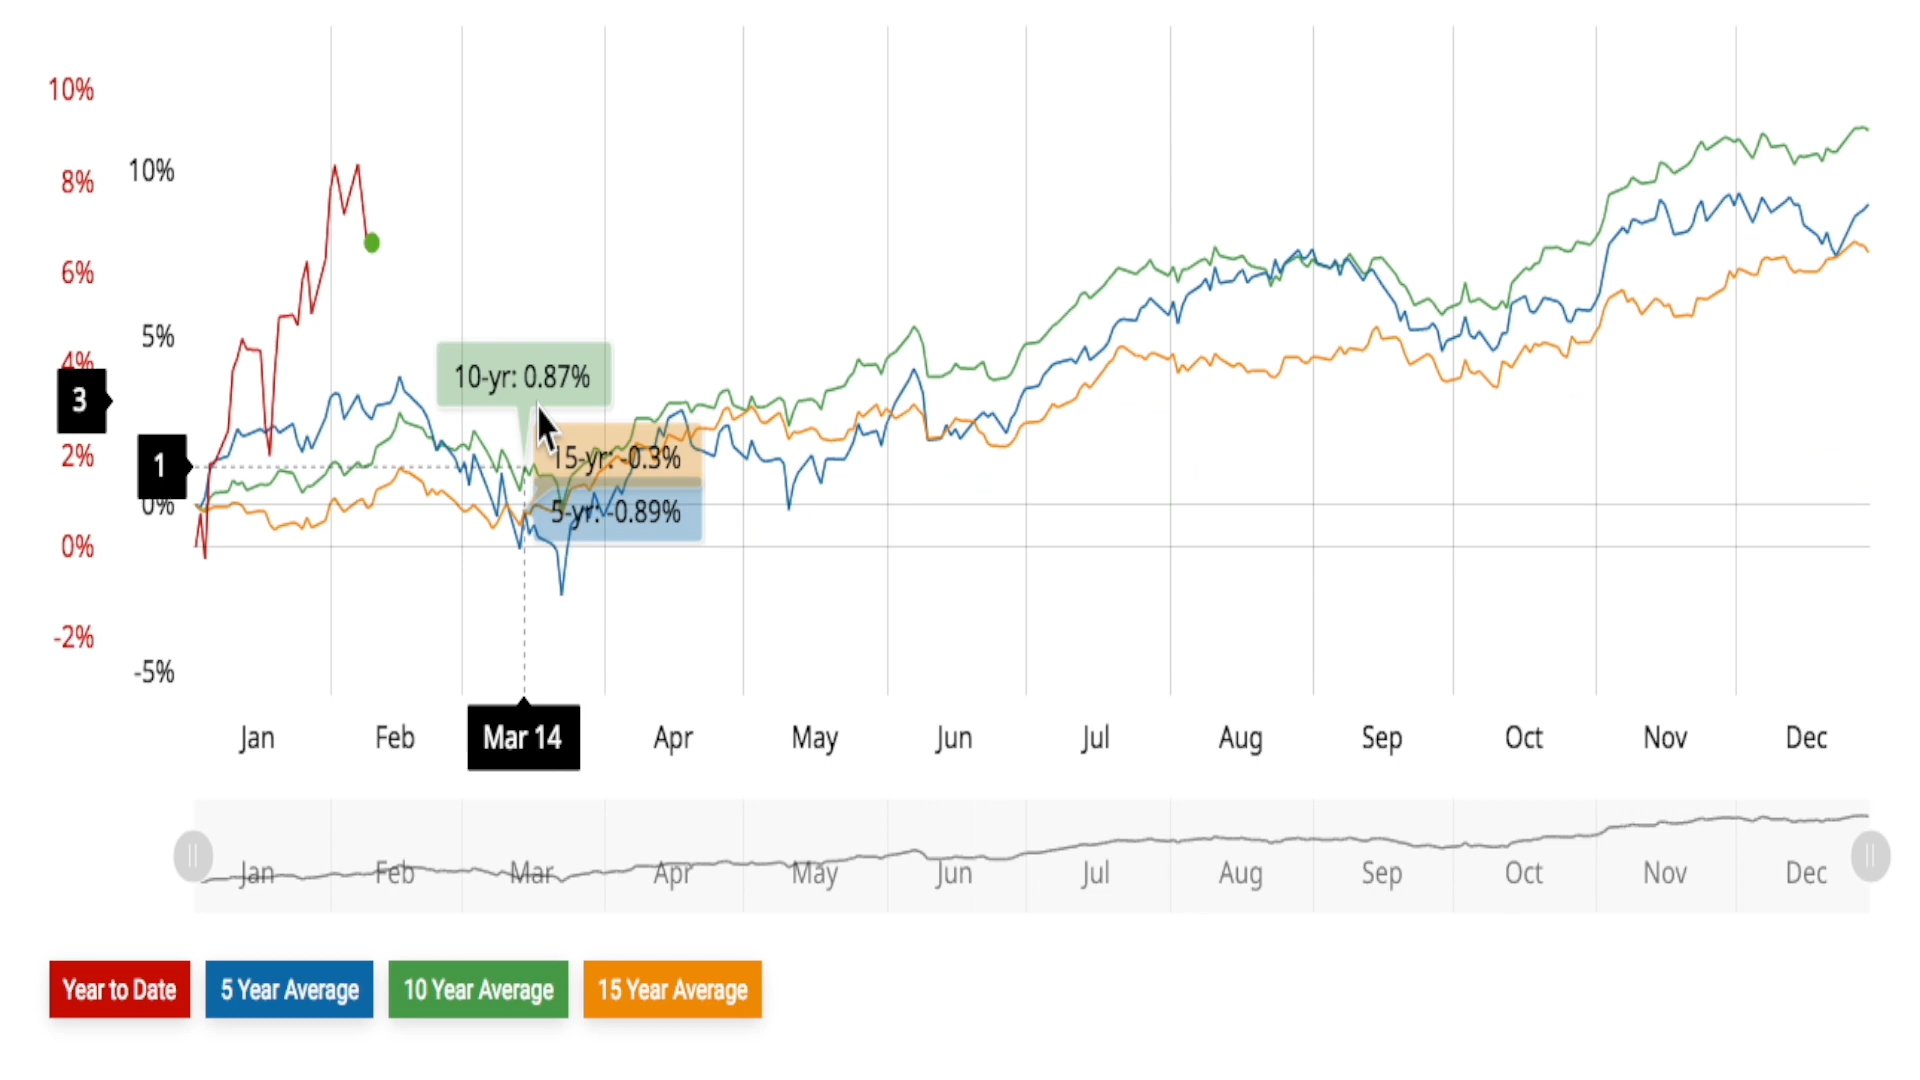 10%
10%
8%
6%
5%
4%
3
10-yr: 0.87%
2%
1
15-yr: -0.3%
0%
5-yr: -0.89%
0%
-2%
-5%
Jan Feb Mar 14 Apr May Jun Jul Aug Sep Oct Nov Dec
Jan Feb Mar Apr May Jun Jul Aug Sep Oct Nov Dec
Year to Date 5 Year Average 10 Year Average 15 Year Average